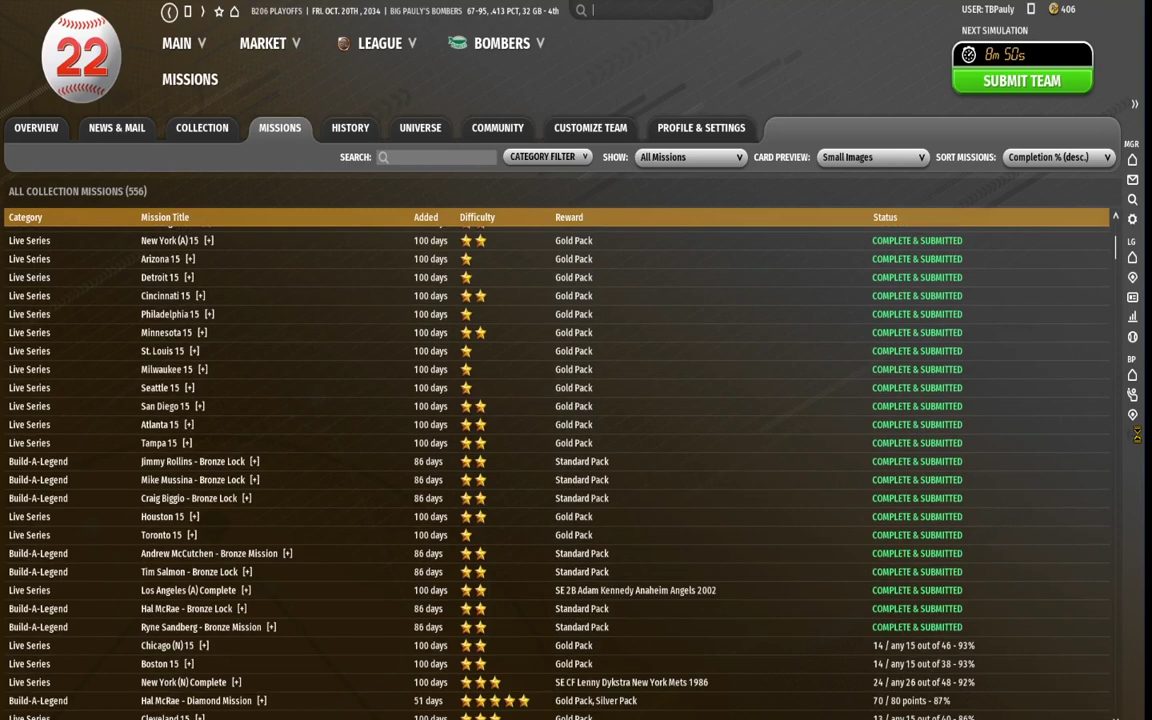 B206 PLAYOFFS | FRI. OCT. 20TH , 2034 | BIG PAULY'S BOMBERS 67-95, .413 PCT, 32 GB - 4th
USER: TBPauly 406
22
MAIN MARKET LEAGUE BOMBERS
NEXT SIMULATION
8m 50s
MISSIONS
SUBMIT TEAM
OVERVIEW NEWS & MAIL COLLECTION MISSIONS HISTORY UNIVERSE COMMUNITY CUSTOMIZE TEAM PROFILE & SETTINGS
SEARCH: CATEGORY FILTER SHOW: All Missions CARD PREVIEW: Small Images SORT MISSIONS: Completion % (desc.)
MGR
LG
BP
ALL COLLECTION MISSIONS (556)
Category Mission Title Added Difficulty Reward Status
Live Series New York (A) 15 [+] 100 days Gold Pack COMPLETE & SUBMITTED
Live Series Arizona 15 [+] 100 days Gold Pack COMPLETE & SUBMITTED
Live Series Detroit 15 [+] 100 days Gold Pack COMPLETE & SUBMITTED
Live Series Cincinnati 15 [+] 100 days Gold Pack COMPLETE & SUBMITTED
Live Series Philadelphia 15 [+] 100 days Gold Pack COMPLETE & SUBMITTED
Live Series Minnesota 15 [+] 100 days Gold Pack COMPLETE & SUBMITTED
Live Series St. Louis 15 [+] 100 days Gold Pack COMPLETE & SUBMITTED
Live Series Milwaukee 15 [+] 100 days Gold Pack COMPLETE & SUBMITTED
Live Series Seattle 15 [+] 100 days Gold Pack COMPLETE & SUBMITTED
Live Series San Diego 15 [+] 100 days Gold Pack COMPLETE & SUBMITTED
Live Series Atlanta 15 [+] 100 days Gold Pack COMPLETE & SUBMITTED
Live Series Tampa 15 [+] 100 days Gold Pack COMPLETE & SUBMITTED
Build-A-Legend Jimmy Rollins - Bronze Lock [+] 86 days Standard Pack COMPLETE & SUBMITTED
Build-A-Legend Mike Mussina - Bronze Lock [+] 86 days Standard Pack COMPLETE & SUBMITTED
Build-A-Legend Craig Biggio - Bronze Lock [+] 86 days Standard Pack COMPLETE & SUBMITTED
Live Series Houston 15 [+] 100 days Gold Pack COMPLETE & SUBMITTED
Live Series Toronto 15 [+] 100 days Gold Pack COMPLETE & SUBMITTED
Build-A-Legend Andrew McCutchen - Bronze Mission [+] 86 days Standard Pack COMPLETE & SUBMITTED
Build-A-Legend Tim Salmon - Bronze Lock [+] 86 days Standard Pack COMPLETE & SUBMITTED
Live Series Los Angeles (A) Complete [+] 100 days SE 2B Adam Kennedy Anaheim Angels 2002 COMPLETE & SUBMITTED
Build-A-Legend Hal McRae - Bronze Lock [+] 86 days Standard Pack COMPLETE & SUBMITTED
Build-A-Legend Ryne Sandberg - Bronze Mission [+] 86 days Standard Pack COMPLETE & SUBMITTED
Live Series Chicago (N) 15 [+] 100 days Gold Pack 14 / any 15 out of 46 - 93%
Live Series Boston 15 [+] 100 days Gold Pack 14 / any 15 out of 38 - 93%
Live Series New York (N) Complete [+] 100 days SE CF Lenny Dykstra New York Mets 1986 24 / any 26 out of 48 - 92%
Build-A-Legend Hal McRae - Diamond Mission [+] 51 days Gold Pack, Silver Pack 70 / 80 points - 87%
Live Series Cleveland 15 [+] 100 days Gold Pack 13 / any 15 out of 40 - 86%